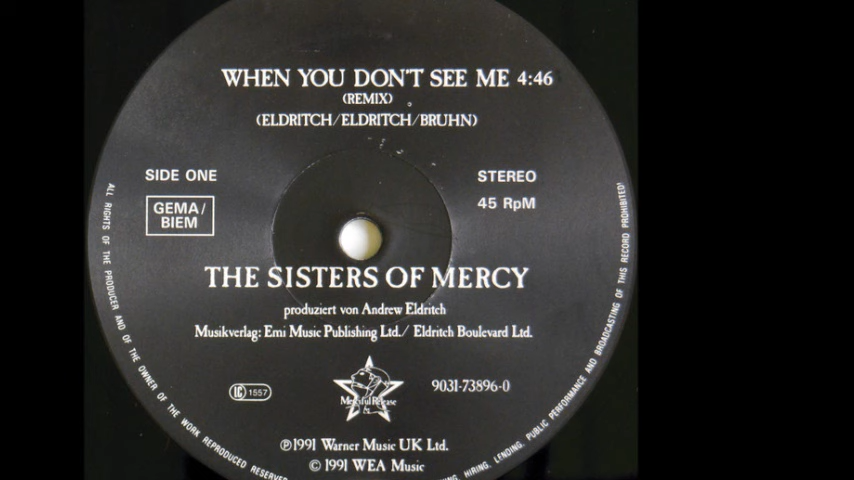 WHEN YOU DON'T SEE ME 4:46
(REMIX)
(ELDRITCH/ELDRITCH/BRUHN)
SIDE ONE
STEREO
GEMA/
BIEM
45 RpM
THE SISTERS OF MERCY
produziert von Andrew Eldritch
Musikverlag: Emi Music Publishing Ltd./ Eldritch Boulevard Ltd.
LC 1557
Merciful Release
9031-73896-0
℗1991 Warner Music UK Ltd.
© 1991 WEA Music
ALL RIGHTS OF THE PRODUCER AND OF THE OWNER OF THE WORK REPRODUCED RESERVED
HIRING, LENDING, PUBLIC PERFORMANCE AND BROADCASTING OF THIS RECORD PROHIBITED!